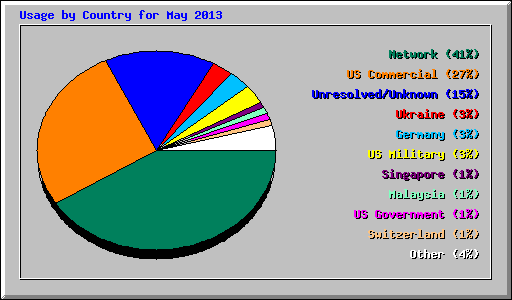 Usage by Country for May 2013
Network (41%)
US Commercial (27%)
Unresolved/Unknown (15%)
Ukraine (3%)
Germany (3%)
US Military (3%)
Singapore (1%)
Malaysia (1%)
US Government (1%)
Switzerland (1%)
Other (4%)